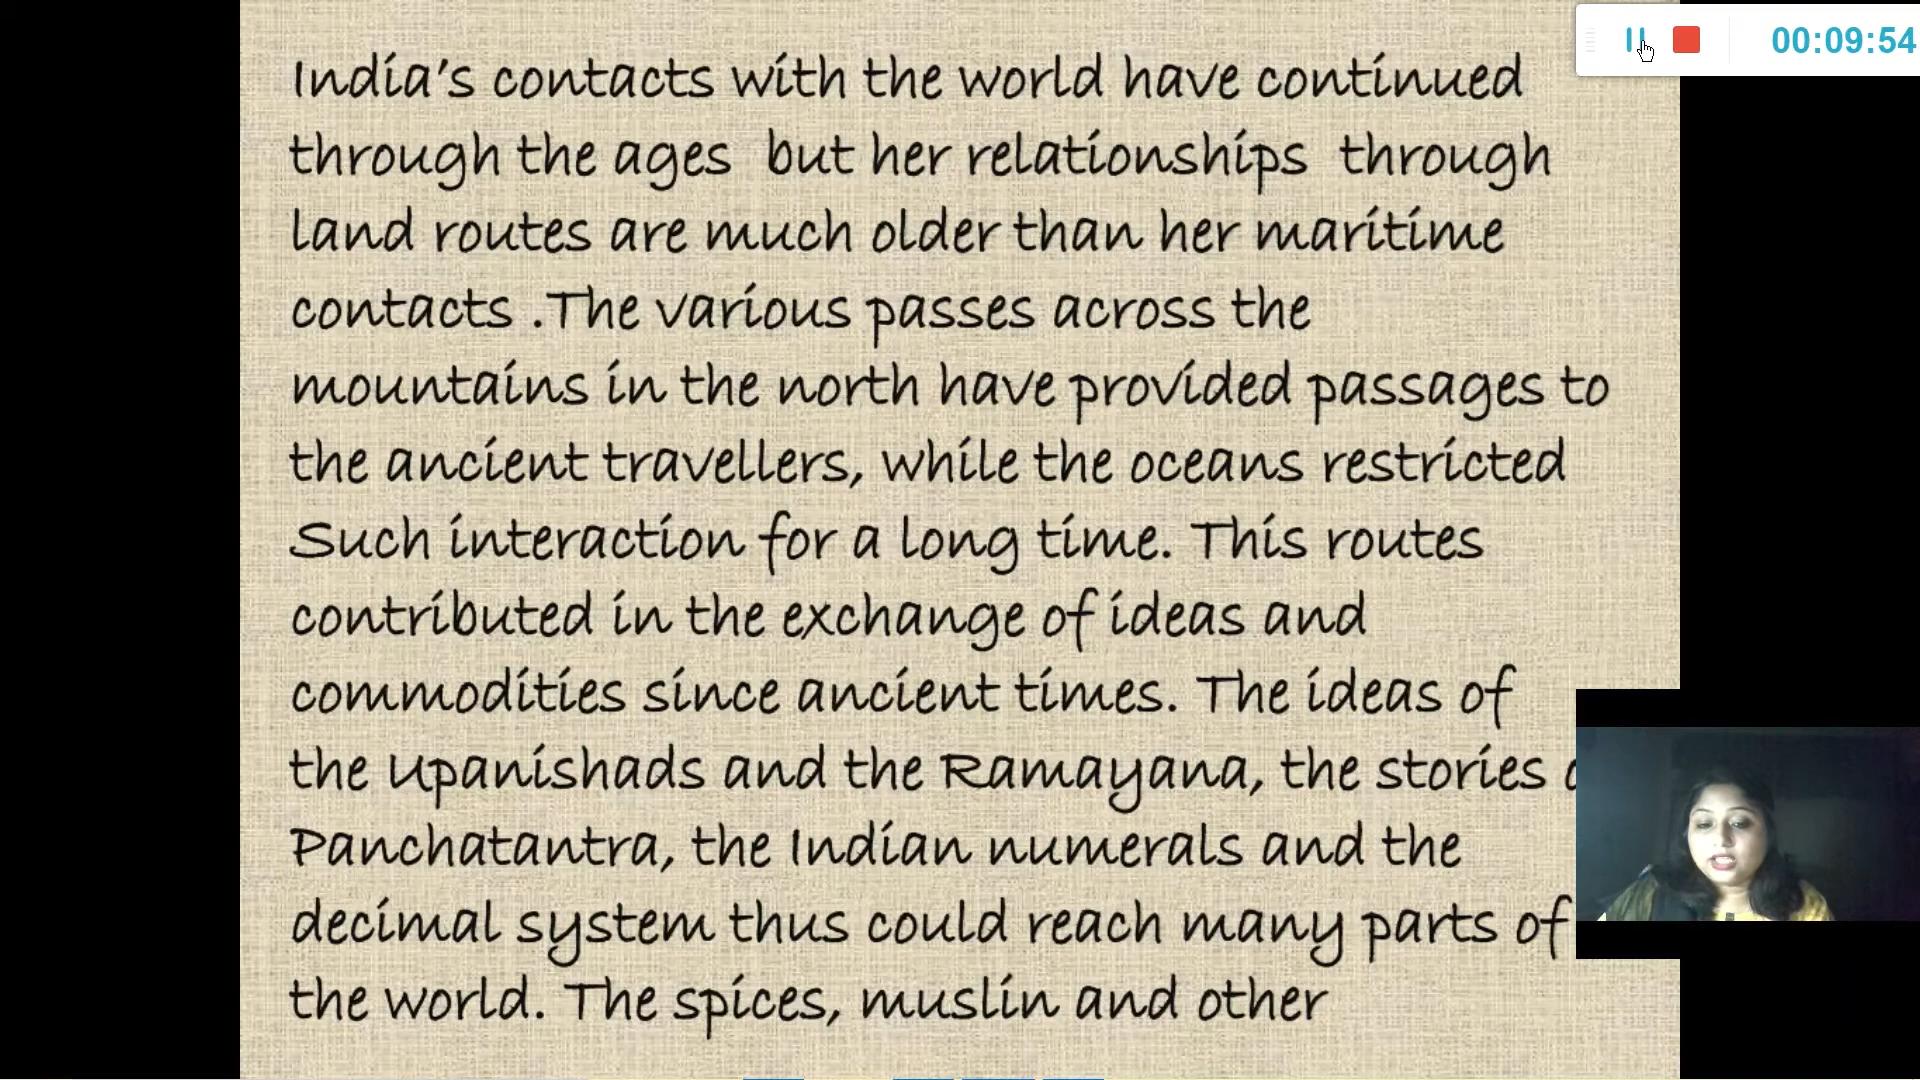 India's contacts with the world have continued
through the ages but her relationships through
land routes are much older than her maritime
contacts .The various passes across the
mountains in the north have provided passages to
the ancient travellers, while the oceans restricted
Such interaction for a long time. This routes
contributed in the exchange of ideas and
commodities since ancient times. The ideas of
the Upanishads and the Ramayana, the stories
Panchatantra, the Indian numerals and the
decimal system thus could reach many parts of
the world. The spices, muslin and other
00:09:54